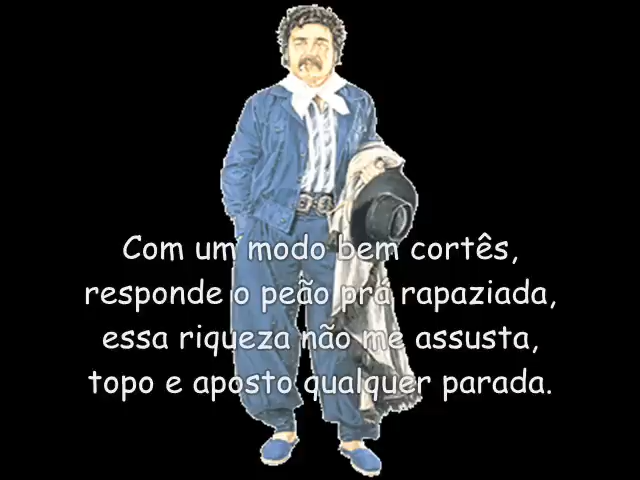 Com um modo bem cortês,
responde o peão prá rapaziada,
essa riqueza não me assusta,
topo e aposto qualquer parada.